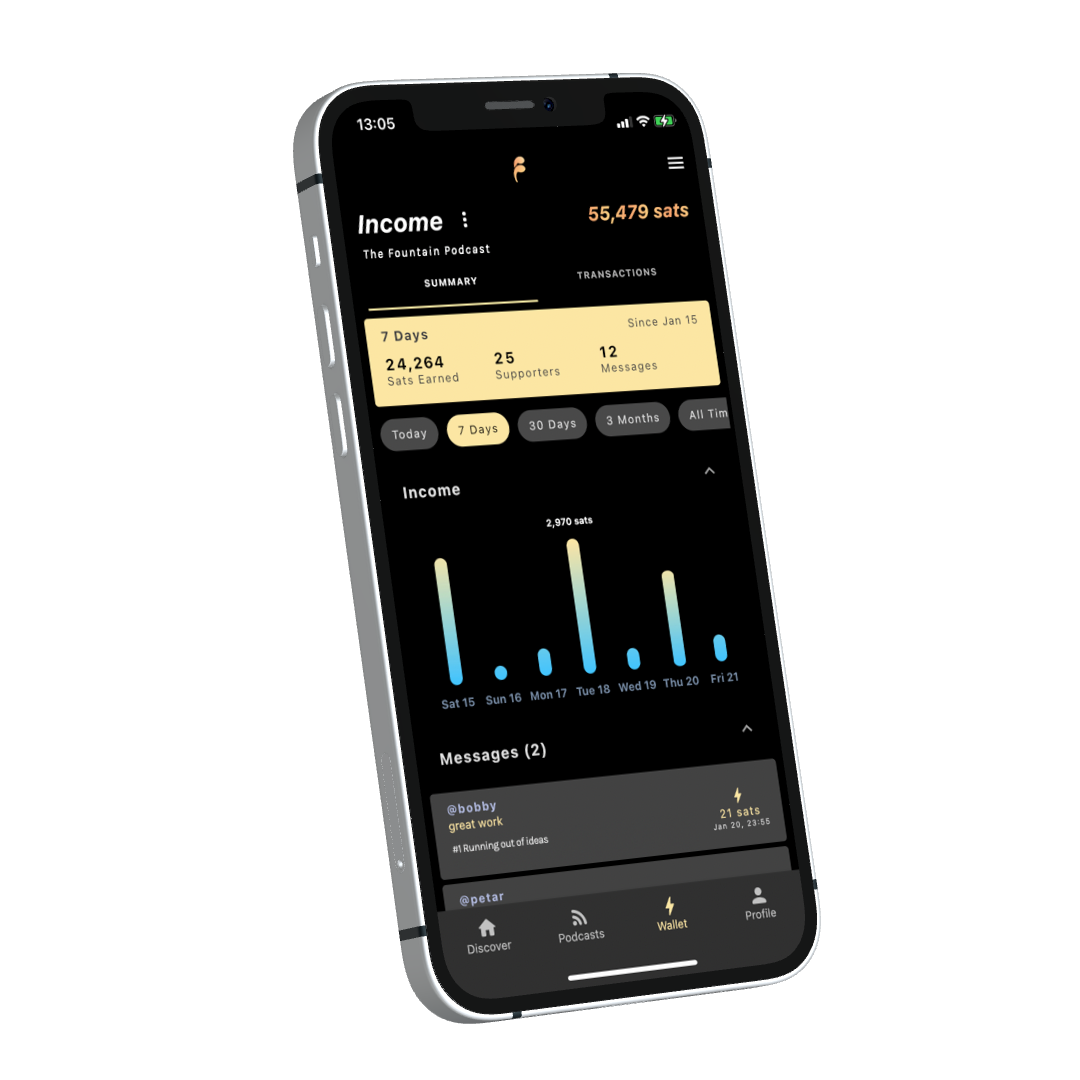 13:05
Income
55,479 sats
The Fountain Podcast
SUMMARY
TRANSACTIONS
7 Days
Since Jan 15
24,264
25
12
Sats Earned
Supporters
Messages
Today
7 Days
30 Days
3 Months
All Tim
Income
2,970 sats
Sat 15
Sun 16
Mon 17
Tue 18
Wed 19
Thu 20
Fri 21
Messages (2)
@bobby
great work
#1 Running out of ideas
21 sats
Jan 20, 23:55
@petar
Discover
Podcasts
Wallet
Profile